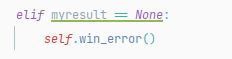 elif myresult == None:
self.win_error()